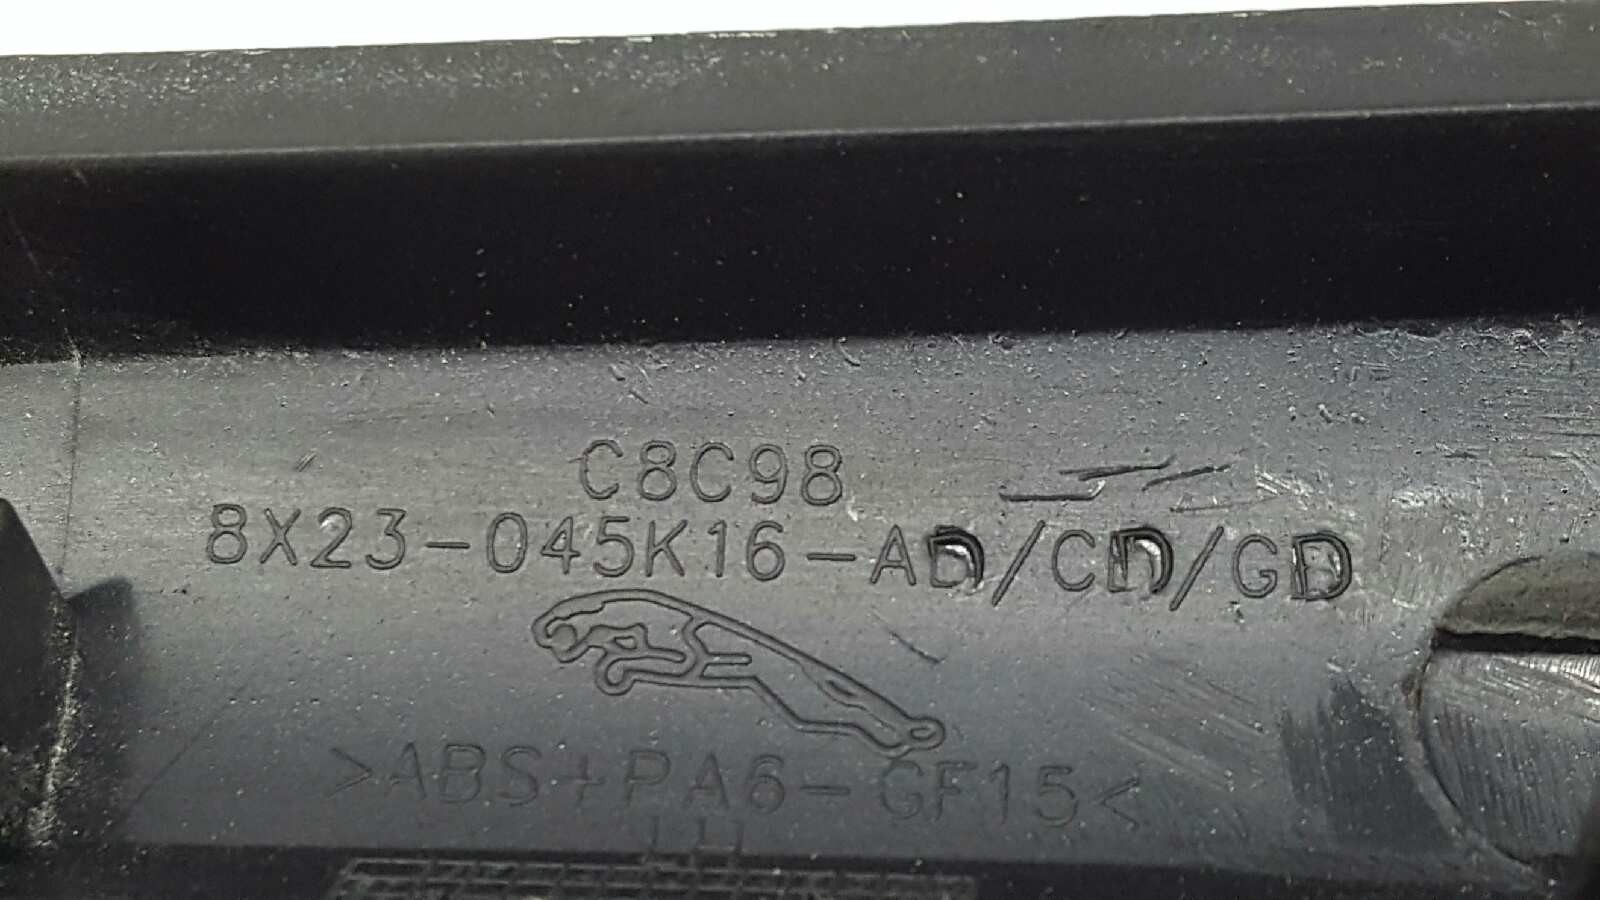 C8C98
8X23-045K16-AD/CD/GD
>ABS+PA6-GF15<